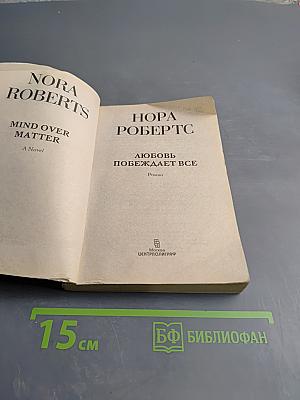 NORA
ROBERTS
MIND OVER
MATTER
A Novel
НОРА
РОБЕРТС
ЛЮБОВЬ
ПОБЕЖДАЕТ ВСЕ
Роман
Москва
ЦЕНТРПОЛИГРАФ
15 см
БФ БИБЛИОФАН